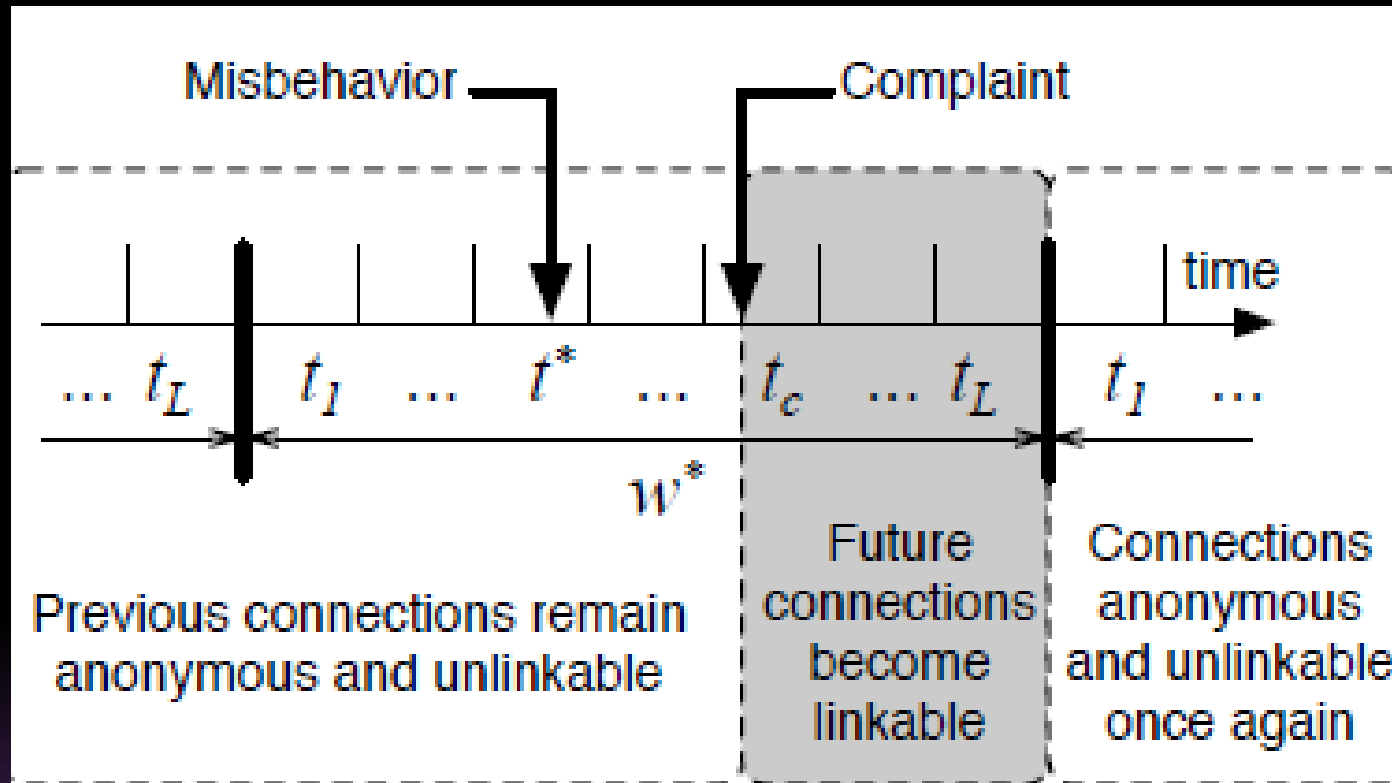 Misbehavior
Complaint
time
... t_L t_1 ... t* ... t_c ... t_L t_1 ...
w*
Previous connections remain
anonymous and unlinkable
Future
connections
become
linkable
Connections
anonymous
and unlinkable
once again